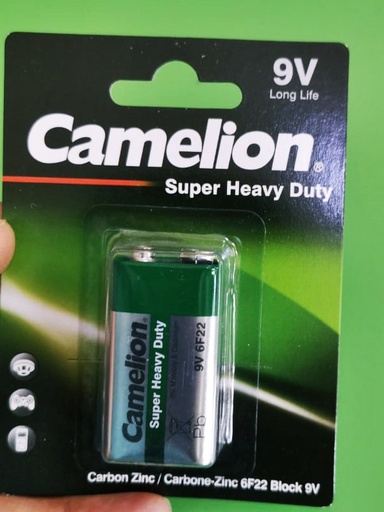 9V
Long Life
Camelion®
Super Heavy Duty
Camelion
Super Heavy Duty
9V 6F22
Pb
Carbon Zinc / Carbone-Zinc 6F22 Block 9V